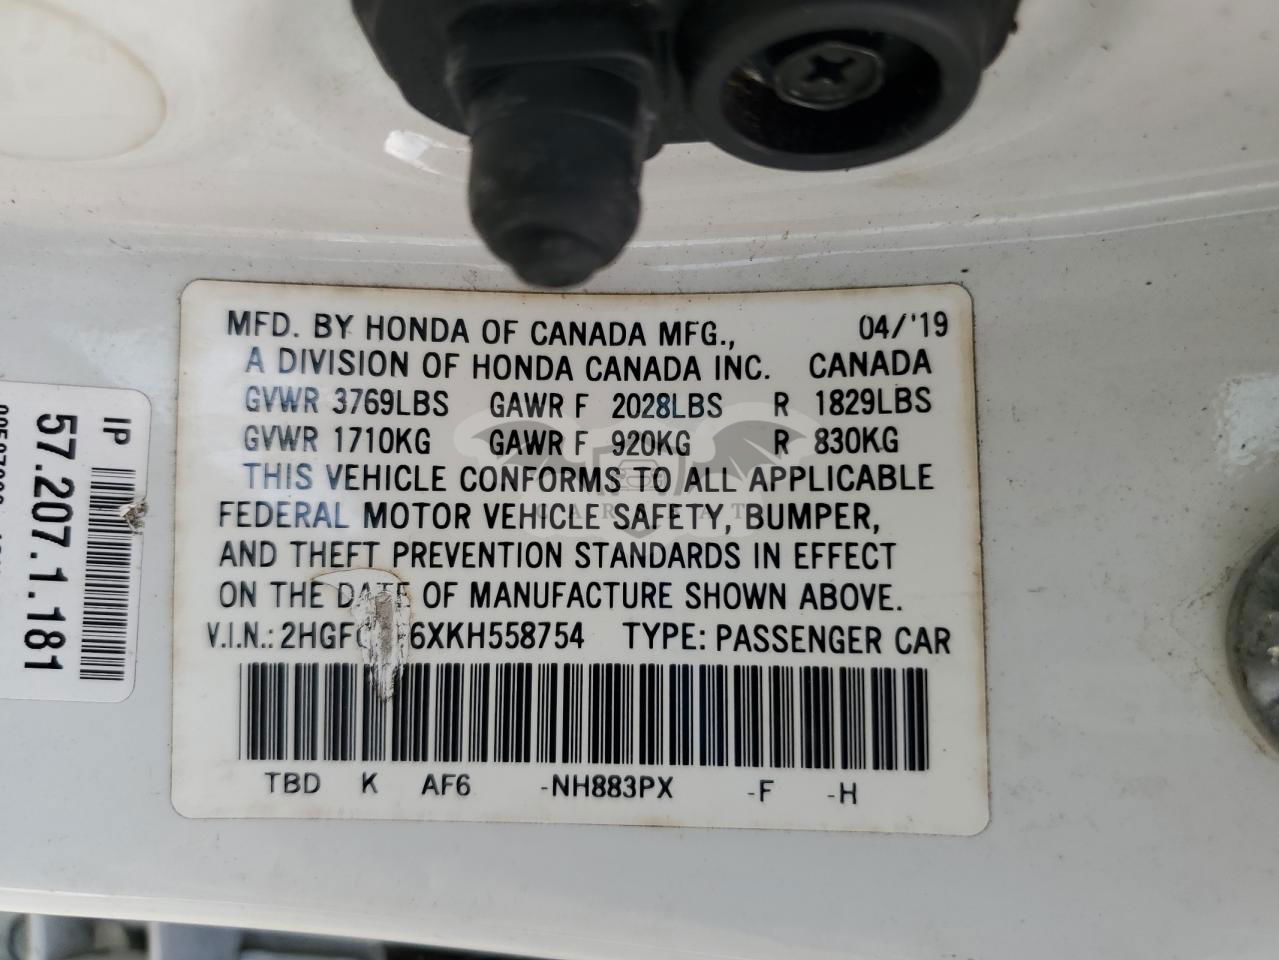 MFD. BY HONDA OF CANADA MFG., 04/'19
A DIVISION OF HONDA CANADA INC. CANADA
GVWR 3769LBS GAWR F 2028LBS R 1829LBS
GVWR 1710KG GAWR F 920KG R 830KG
THIS VEHICLE CONFORMS TO ALL APPLICABLE
FEDERAL MOTOR VEHICLE SAFETY, BUMPER,
AND THEFT PREVENTION STANDARDS IN EFFECT
ON THE DATE OF MANUFACTURE SHOWN ABOVE.
V.I.N.: TYPE: PASSENGER CAR
TBD K AF6 -NH883PX -F -H
IP
57.207.1.181